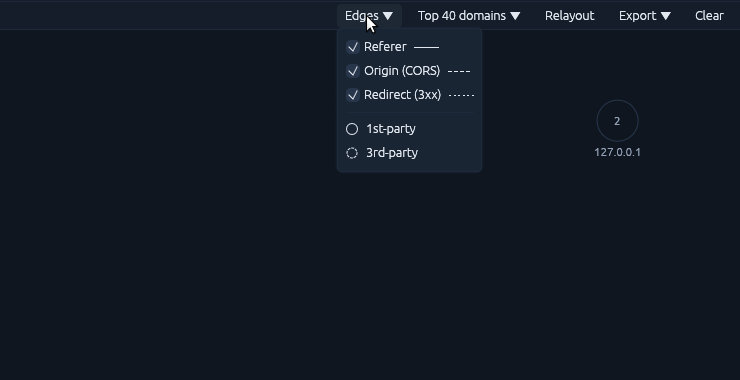 Edges ▼ Top 40 domains ▼ Relayout Export ▼ Clear
Referer
Origin (CORS)
Redirect (3xx)
1st-party
3rd-party
2
127.0.0.1